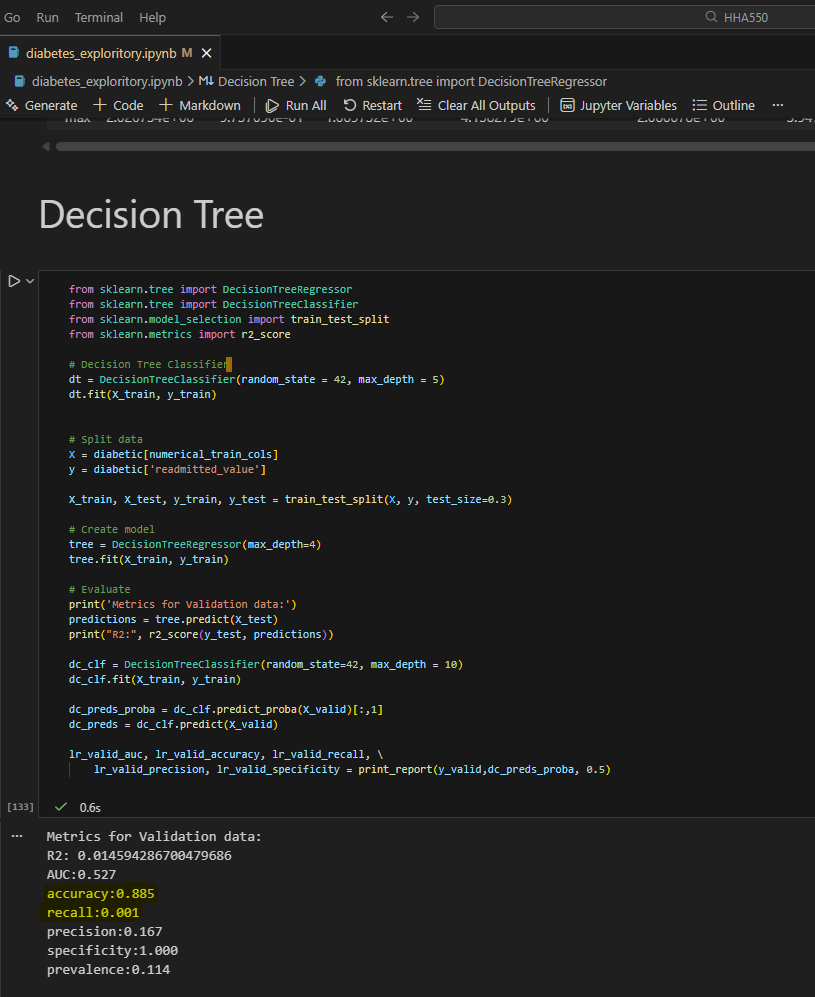 Go Run Terminal Help HHA550
diabetes_exploritory.ipynb M
diabetes_exploritory.ipynb > M↓ Decision Tree > from sklearn.tree import DecisionTreeRegressor
Generate + Code + Markdown Run All Restart Clear All Outputs Jupyter Variables Outline ...
Decision Tree
from sklearn.tree import DecisionTreeRegressor
from sklearn.tree import DecisionTreeClassifier
from sklearn.model_selection import train_test_split
from sklearn.metrics import r2_score
# Decision Tree Classifier
dt = DecisionTreeClassifier(random_state = 42, max_depth = 5)
dt.fit(X_train, y_train)
# Split data
X = diabetic[numerical_train_cols]
y = diabetic['readmitted_value']
X_train, X_test, y_train, y_test = train_test_split(X, y, test_size=0.3)
# Create model
tree = DecisionTreeRegressor(max_depth=4)
tree.fit(X_train, y_train)
# Evaluate
print('Metrics for Validation data:')
predictions = tree.predict(X_test)
print("R2:", r2_score(y_test, predictions))
dc_clf = DecisionTreeClassifier(random_state=42, max_depth = 10)
dc_clf.fit(X_train, y_train)
dc_preds_proba = dc_clf.predict_proba(X_valid)[:,1]
dc_preds = dc_clf.predict(X_valid)
lr_valid_auc, lr_valid_accuracy, lr_valid_recall, \
lr_valid_precision, lr_valid_specificity = print_report(y_valid,dc_preds_proba, 0.5)
[133] 0.6s
... Metrics for Validation data:
R2: 0.014594286700479686
AUC:0.527
accuracy:0.885
recall:0.001
precision:0.167
specificity:1.000
prevalence:0.114